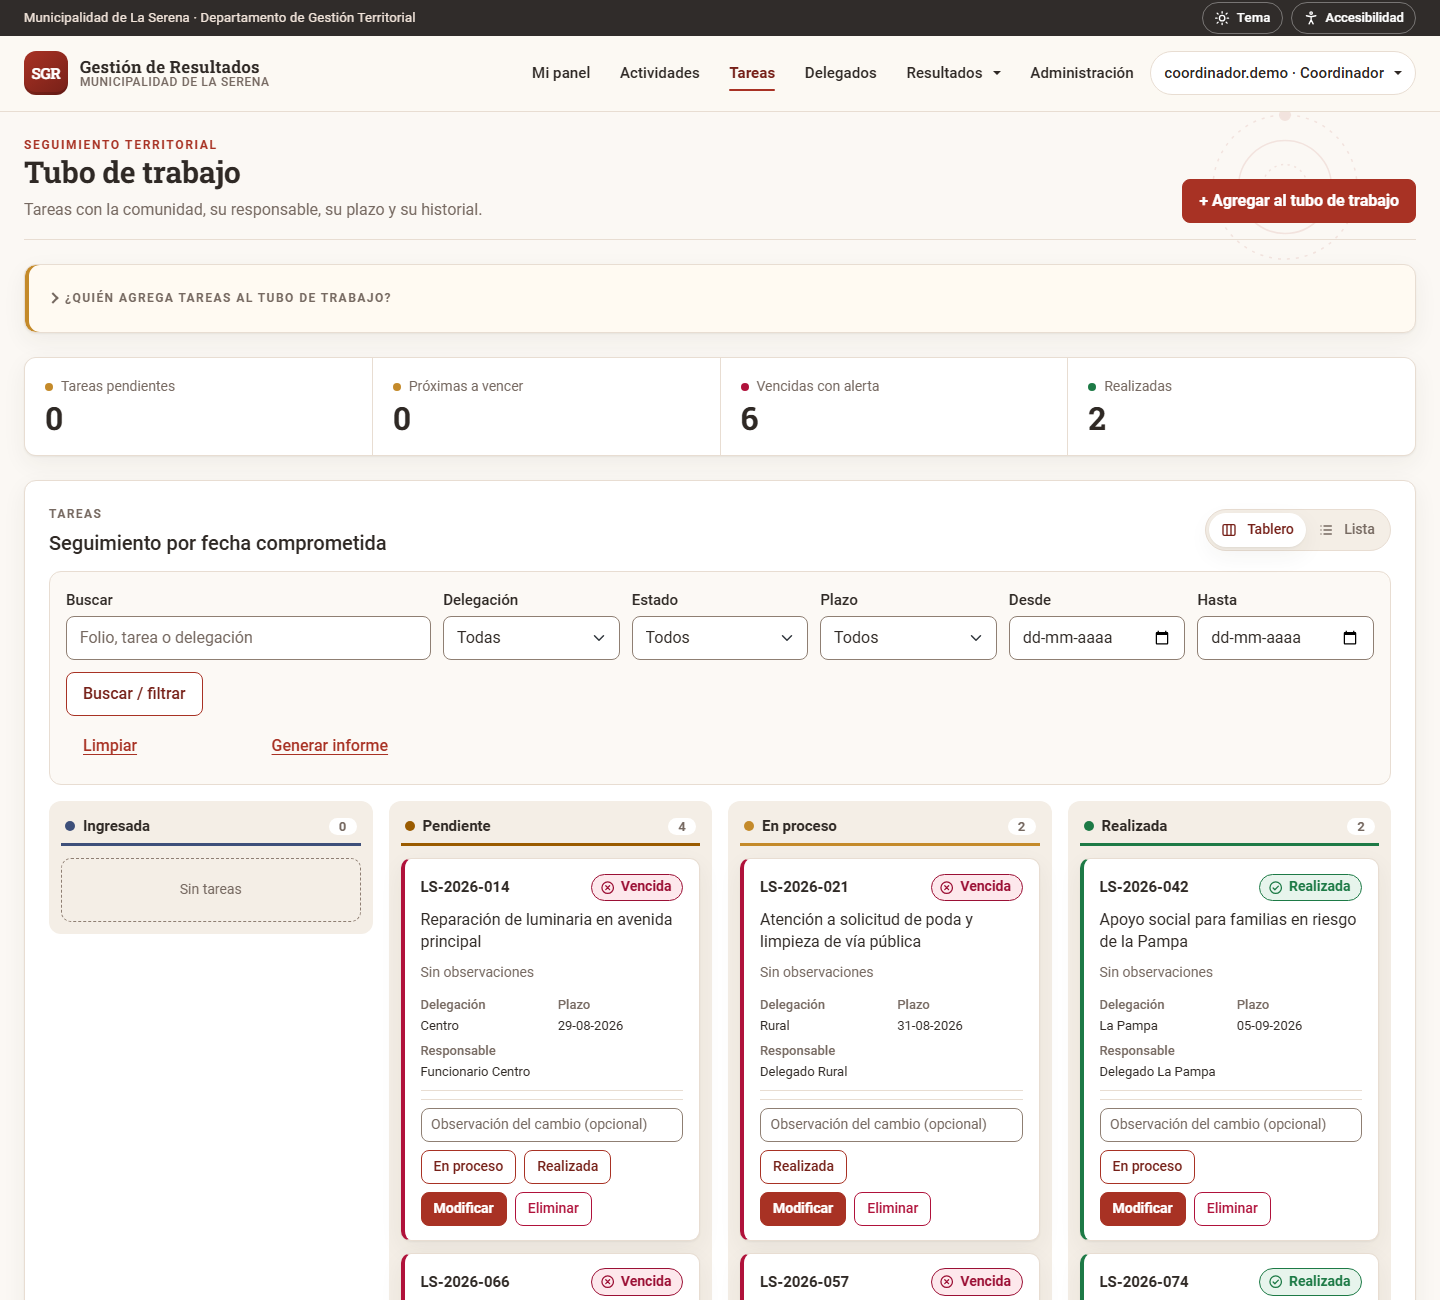 Municipalidad de La Serena · Departamento de Gestión Territorial
Tema
Accesibilidad
SGR
Gestión de Resultados
MUNICIPALIDAD DE LA SERENA
Mi panel
Actividades
Tareas
Delegados
Resultados
Administración
coordinador.demo · Coordinador
SEGUIMIENTO TERRITORIAL
Tubo de trabajo
Tareas con la comunidad, su responsable, su plazo y su historial.
+ Agregar al tubo de trabajo
¿QUIÉN AGREGA TAREAS AL TUBO DE TRABAJO?
Tareas pendientes
0
Próximas a vencer
0
Vencidas con alerta
6
Realizadas
2
TAREAS
Seguimiento por fecha comprometida
Tablero
Lista
Buscar
Delegación
Estado
Plazo
Desde
Hasta
Folio, tarea o delegación
Todas
Todos
Todos
dd-mm-aaaa
dd-mm-aaaa
Buscar / filtrar
Limpiar
Generar informe
Ingresada
0
Sin tareas
Pendiente
4
LS-2026-014
Vencida
Reparación de luminaria en avenida
principal
Sin observaciones
Delegación
Plazo
Centro
29-08-2026
Responsable
Funcionario Centro
Observación del cambio (opcional)
En proceso
Realizada
Modificar
Eliminar
LS-2026-066
Vencida
En proceso
2
LS-2026-021
Vencida
Atención a solicitud de poda y
limpieza de vía pública
Sin observaciones
Delegación
Plazo
Rural
31-08-2026
Responsable
Delegado Rural
Observación del cambio (opcional)
Realizada
Modificar
Eliminar
LS-2026-057
Vencida
Realizada
2
LS-2026-042
Realizada
Apoyo social para familias en riesgo
de la Pampa
Sin observaciones
Delegación
Plazo
La Pampa
05-09-2026
Responsable
Delegado La Pampa
Observación del cambio (opcional)
En proceso
Modificar
Eliminar
LS-2026-074
Realizada